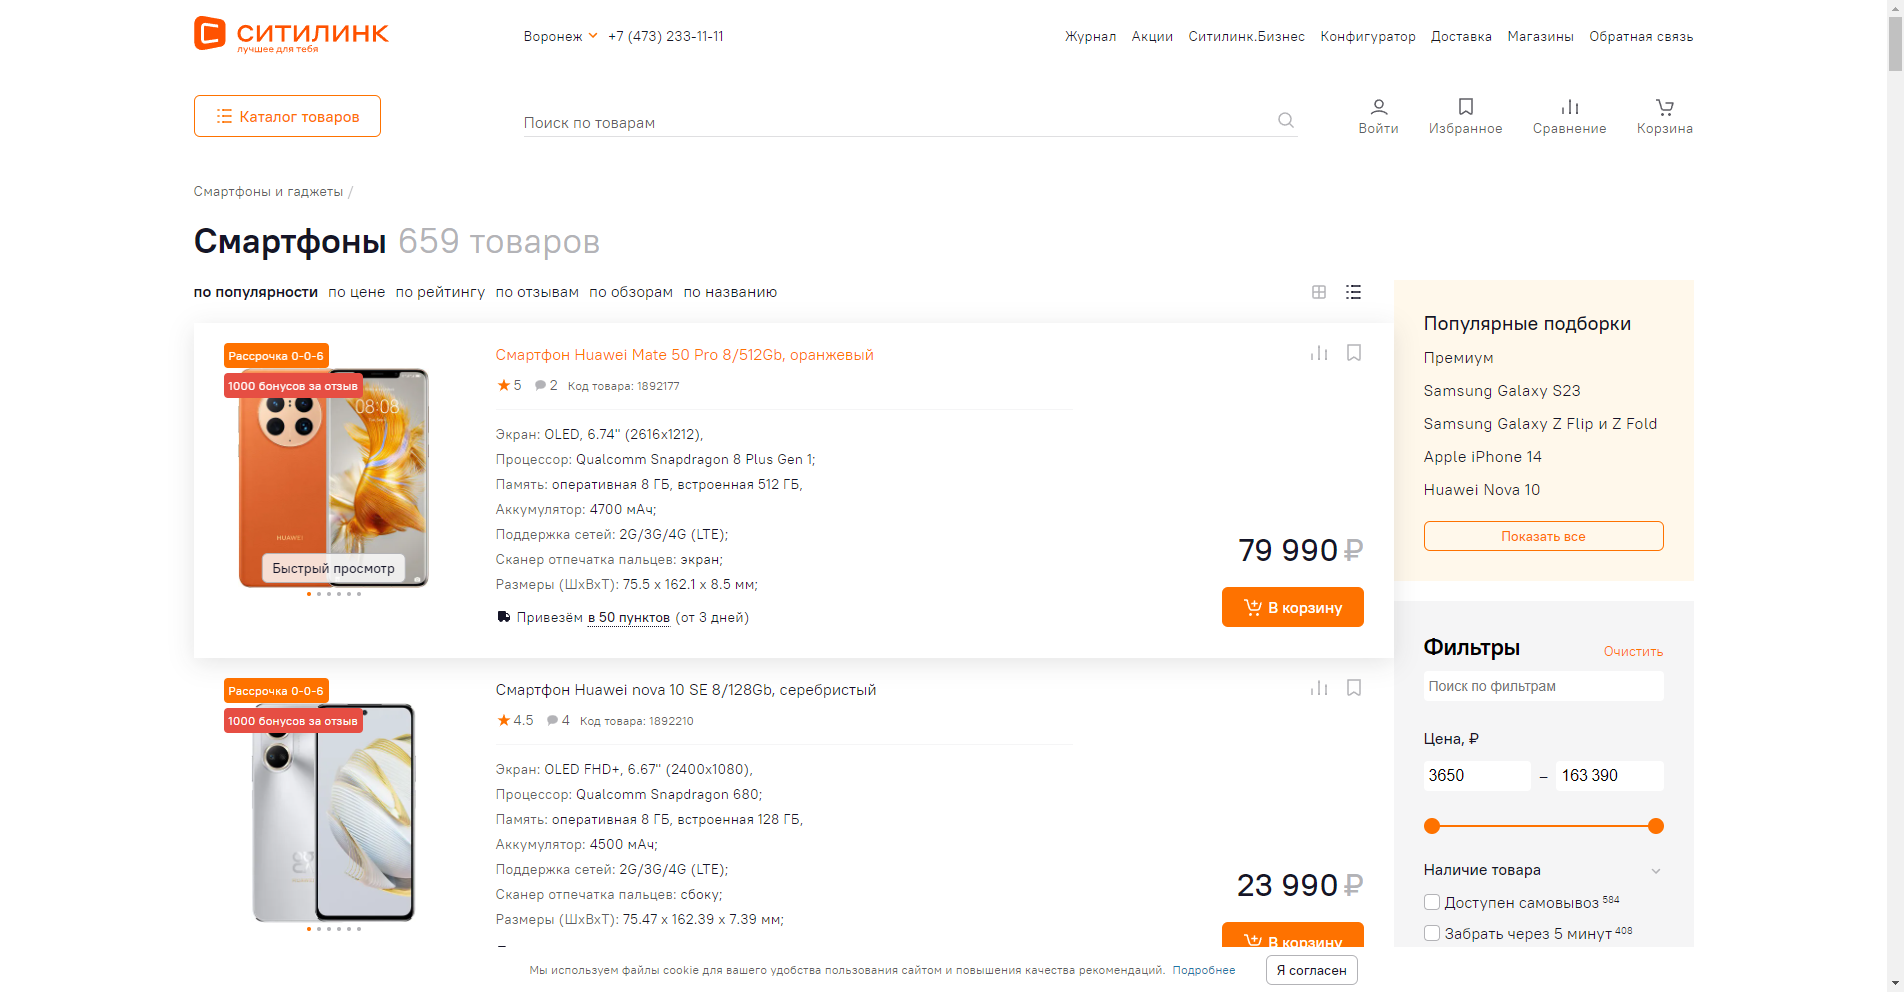 СИТИЛИНК
лучшее для тебя
Воронеж
+7 (473) 233-11-11
Журнал Акции Ситилинк.Бизнес Конфигуратор Доставка Магазины Обратная связь
Каталог товаров
Поиск по товарам
Войти Избранное Сравнение Корзина
Смартфоны и гаджеты /
Смартфоны 659 товаров
по популярности по цене по рейтингу по отзывам по обзорам по названию
Рассрочка 0-0-6
1000 бонусов за отзыв
08:08
HUAWEI
Быстрый просмотр
Смартфон Huawei Mate 50 Pro 8/512Gb, оранжевый
5 2 Код товара: 1892177
Экран: OLED, 6.74" (2616x1212),
Процессор: Qualcomm Snapdragon 8 Plus Gen 1;
Память: оперативная 8 ГБ, встроенная 512 ГБ,
Аккумулятор: 4700 мАч;
Поддержка сетей: 2G/3G/4G (LTE);
Сканер отпечатка пальцев: экран;
Размеры (ШxВxТ): 75.5 x 162.1 x 8.5 мм;
Привезём в 50 пунктов (от 3 дней)
79 990 ₽
В корзину
Рассрочка 0-0-6
1000 бонусов за отзыв
Смартфон Huawei nova 10 SE 8/128Gb, серебристый
4.5 4 Код товара: 1892210
Экран: OLED FHD+, 6.67" (2400x1080),
Процессор: Qualcomm Snapdragon 680;
Память: оперативная 8 ГБ, встроенная 128 ГБ,
Аккумулятор: 4500 мАч;
Поддержка сетей: 2G/3G/4G (LTE);
Сканер отпечатка пальцев: сбоку;
Размеры (ШxВxТ): 75.47 x 162.39 x 7.39 мм;
23 990 ₽
В корзину
Популярные подборки
Премиум
Samsung Galaxy S23
Samsung Galaxy Z Flip и Z Fold
Apple iPhone 14
Huawei Nova 10
Показать все
Фильтры Очистить
Поиск по фильтрам
Цена, ₽
3650 – 163 390
Наличие товара
Доступен самовывоз 584
Забрать через 5 минут 408
Мы используем файлы cookie для вашего удобства пользования сайтом и повышения качества рекомендаций. Подробнее
Я согласен